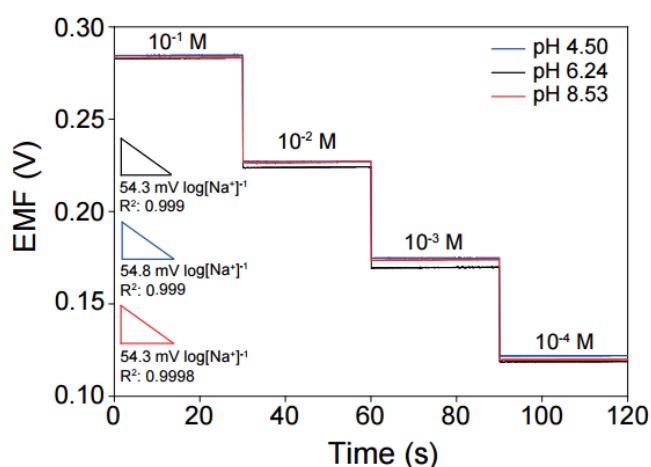 0.30
0.25
0.20
0.15
0.10
EMF (V)
10⁻¹ M
10⁻² M
10⁻³ M
10⁻⁴ M
pH 4.50
pH 6.24
pH 8.53
54.3 mV log[Na⁺]⁻¹
R²: 0.999
54.8 mV log[Na⁺]⁻¹
R²: 0.999
54.3 mV log[Na⁺]⁻¹
R²: 0.9998
0 20 40 60 80 100 120
Time (s)